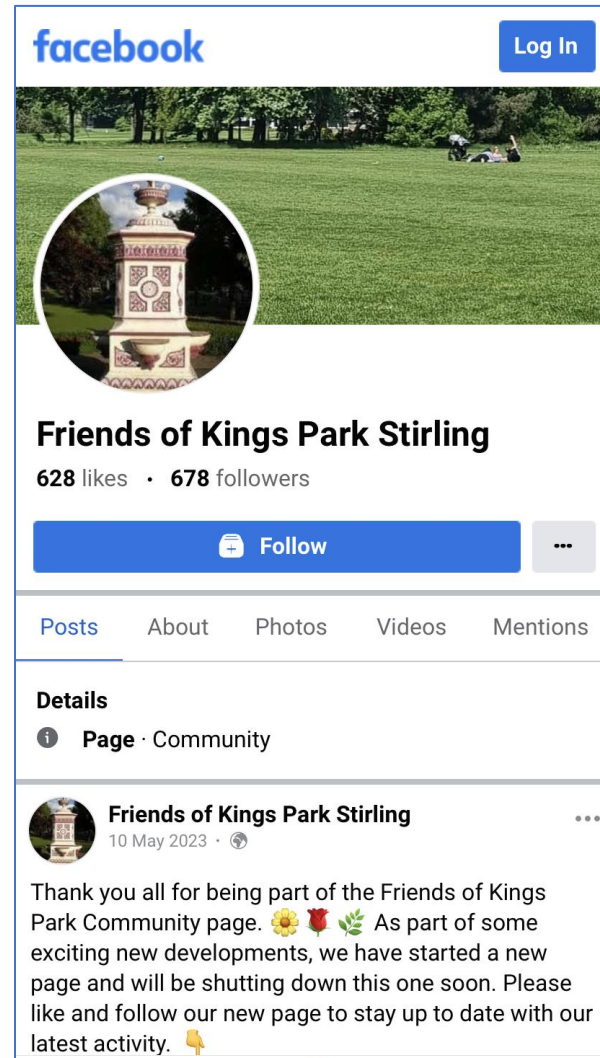 facebook
Log In
Friends of Kings Park Stirling
628 likes · 678 followers
Follow
Posts About Photos Videos Mentions
Details
Page · Community
Friends of Kings Park Stirling
10 May 2023 ·
Thank you all for being part of the Friends of Kings
Park Community page. 🌼🌹🌿 As part of some
exciting new developments, we have started a new
page and will be shutting down this one soon. Please
like and follow our new page to stay up to date with our
latest activity. 👇